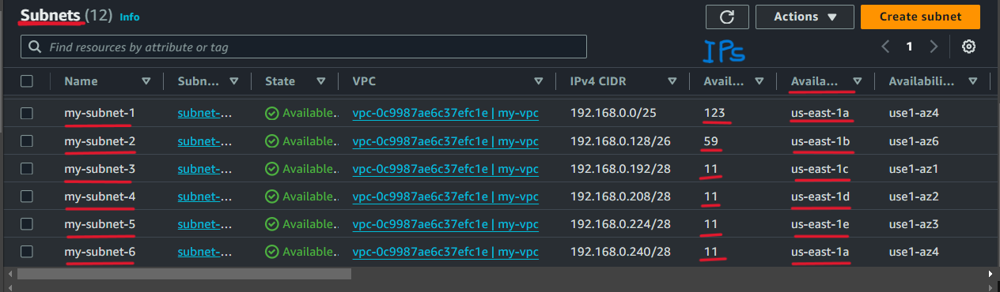 Subnets (12) Info
Actions
Create subnet
Find resources by attribute or tag
IPs
1
Name Subn... State VPC IPv4 CIDR Avail... Availa... Availabili...
my-subnet-1 subnet-... Available.. vpc-0c9987ae6c37efc1e | my-vpc 192.168.0.0/25 123 us-east-1a use1-az4
my-subnet-2 subnet-... Available.. vpc-0c9987ae6c37efc1e | my-vpc 192.168.0.128/26 59 us-east-1b use1-az6
my-subnet-3 subnet-... Available.. vpc-0c9987ae6c37efc1e | my-vpc 192.168.0.192/28 11 us-east-1c use1-az1
my-subnet-4 subnet-... Available.. vpc-0c9987ae6c37efc1e | my-vpc 192.168.0.208/28 11 us-east-1d use1-az2
my-subnet-5 subnet-... Available.. vpc-0c9987ae6c37efc1e | my-vpc 192.168.0.224/28 11 us-east-1e use1-az3
my-subnet-6 subnet-... Available.. vpc-0c9987ae6c37efc1e | my-vpc 192.168.0.240/28 11 us-east-1a use1-az4